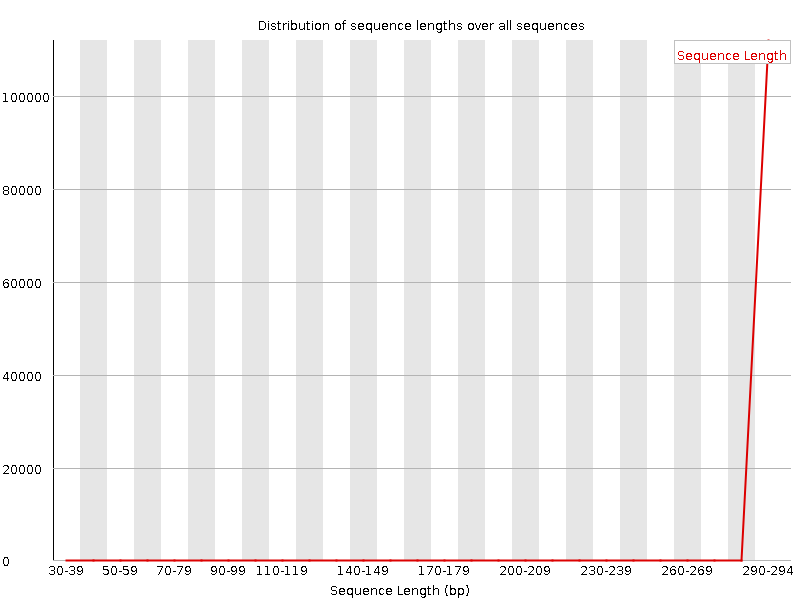 Distribution of sequence lengths over all sequences
Sequence Length
100000
80000
60000
40000
20000
0
30-39 50-59 70-79 90-99 110-119 140-149 170-179 200-209 230-239 260-269 290-294
Sequence Length (bp)